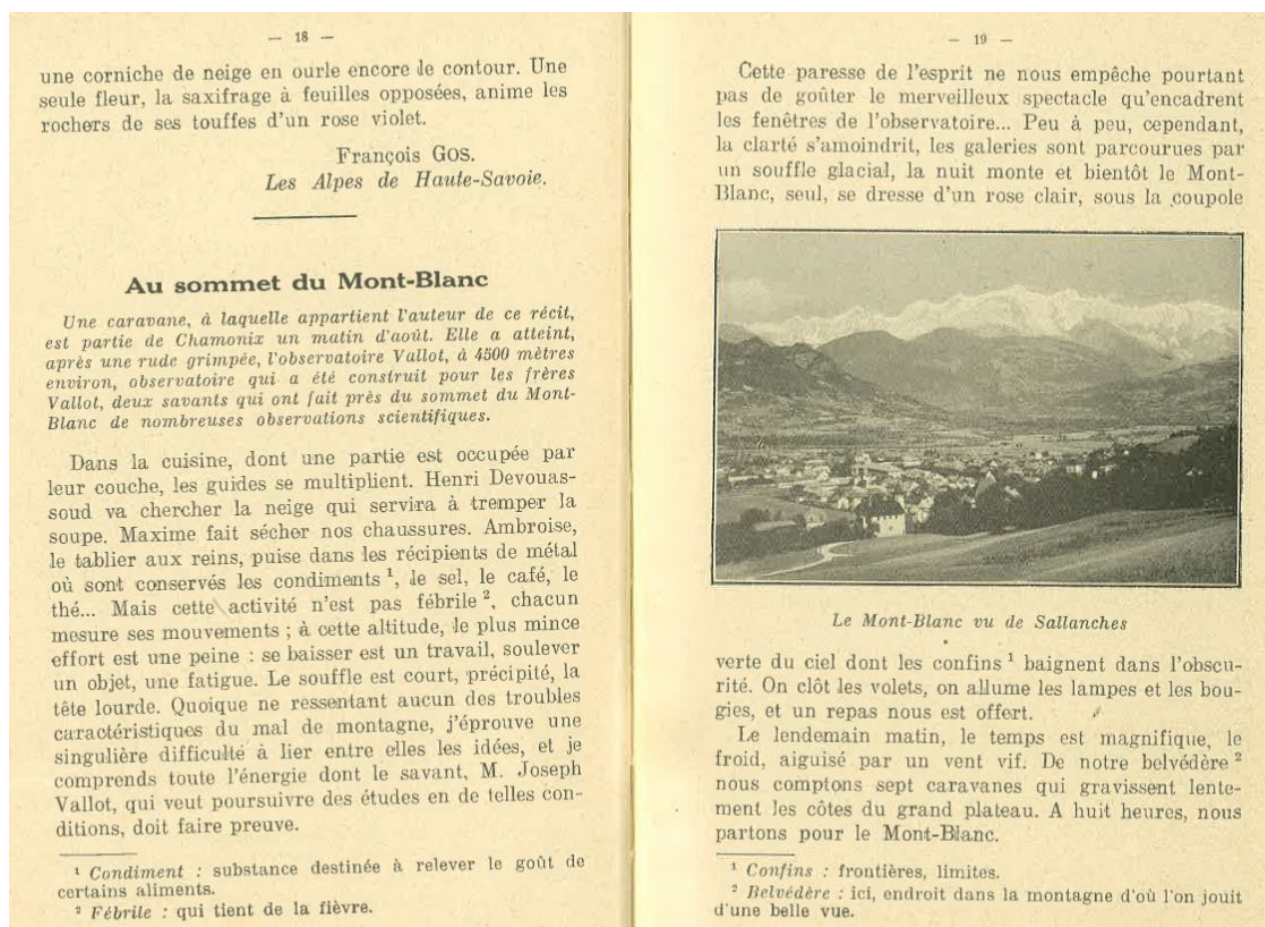 — 18 —
une corniche de neige en ourle encore le contour. Une
seule fleur, la saxifrage à feuilles opposées, anime les
rochers de ses touffes d'un rose violet.
François GOS.
Les Alpes de Haute-Savoie.
Au sommet du Mont-Blanc
Une caravane, à laquelle appartient l'auteur de ce récit,
est partie de Chamonix un matin d'août. Elle a atteint,
après une rude grimpée, l'observatoire Vallot, à 4500 mètres
environ, observatoire qui a été construit pour les frères
Vallot, deux savants qui ont fait près du sommet du Mont-
Blanc de nombreuses observations scientifiques.
Dans la cuisine, dont une partie est occupée par
leur couche, les guides se multiplient. Henri Devouas-
soud va chercher la neige qui servira à tremper la
soupe. Maxime fait sécher nos chaussures. Ambroise,
le tablier aux reins, puise dans les récipients de métal
où sont conservés les condiments ¹, le sel, le café, le
thé... Mais cette activité n'est pas fébrile ², chacun
mesure ses mouvements ; à cette altitude, le plus mince
effort est une peine : se baisser est un travail, soulever
un objet, une fatigue. Le souffle est court, précipité, la
tête lourde. Quoique ne ressentant aucun des troubles
caractéristiques du mal de montagne, j'éprouve une
singulière difficulté à lier entre elles les idées, et je
comprends toute l'énergie dont le savant, M. Joseph
Vallot, qui veut poursuivre des études en de telles con-
ditions, doit faire preuve.
¹ Condiment : substance destinée à relever le goût de
certains aliments.
² Fébrile : qui tient de la fièvre.
— 19 —
Cette paresse de l'esprit ne nous empêche pourtant
pas de goûter le merveilleux spectacle qu'encadrent
les fenêtres de l'observatoire... Peu à peu, cependant,
la clarté s'amoindrit, les galeries sont parcourues par
un souffle glacial, la nuit monte et bientôt le Mont-
Blanc, seul, se dresse d'un rose clair, sous la coupole
Le Mont-Blanc vu de Sallanches
verte du ciel dont les confins ¹ baignent dans l'obscu-
rité. On clôt les volets, on allume les lampes et les bou-
gies, et un repas nous est offert.
Le lendemain matin, le temps est magnifique, le
froid, aiguisé par un vent vif. De notre belvédère ²
nous comptons sept caravanes qui gravissent lente-
ment les côtes du grand plateau. A huit heures, nous
partons pour le Mont-Blanc.
¹ Confins : frontières, limites.
² Belvédère : ici, endroit dans la montagne d'où l'on jouit
d'une belle vue.